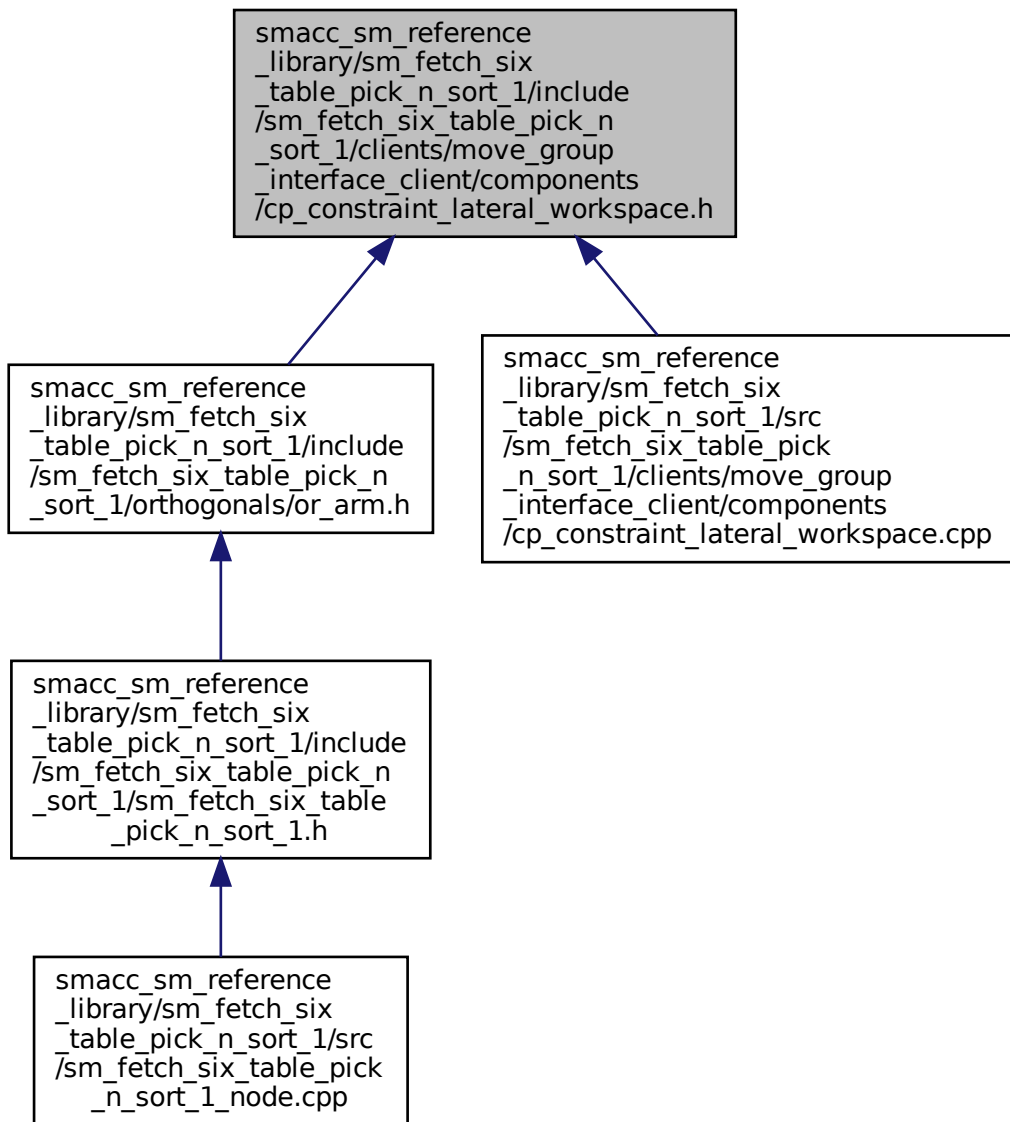 smacc_sm_reference
_library/sm_fetch_six
_table_pick_n_sort_1/include
/sm_fetch_six_table_pick_n
_sort_1/clients/move_group
_interface_client/components
/cp_constraint_lateral_workspace.h
smacc_sm_reference
_library/sm_fetch_six
_table_pick_n_sort_1/include
/sm_fetch_six_table_pick_n
_sort_1/orthogonals/or_arm.h
smacc_sm_reference
_library/sm_fetch_six
_table_pick_n_sort_1/src
/sm_fetch_six_table_pick
_n_sort_1/clients/move_group
_interface_client/components
/cp_constraint_lateral_workspace.cpp
smacc_sm_reference
_library/sm_fetch_six
_table_pick_n_sort_1/include
/sm_fetch_six_table_pick_n
_sort_1/sm_fetch_six_table
_pick_n_sort_1.h
smacc_sm_reference
_library/sm_fetch_six
_table_pick_n_sort_1/src
/sm_fetch_six_table_pick
_n_sort_1_node.cpp